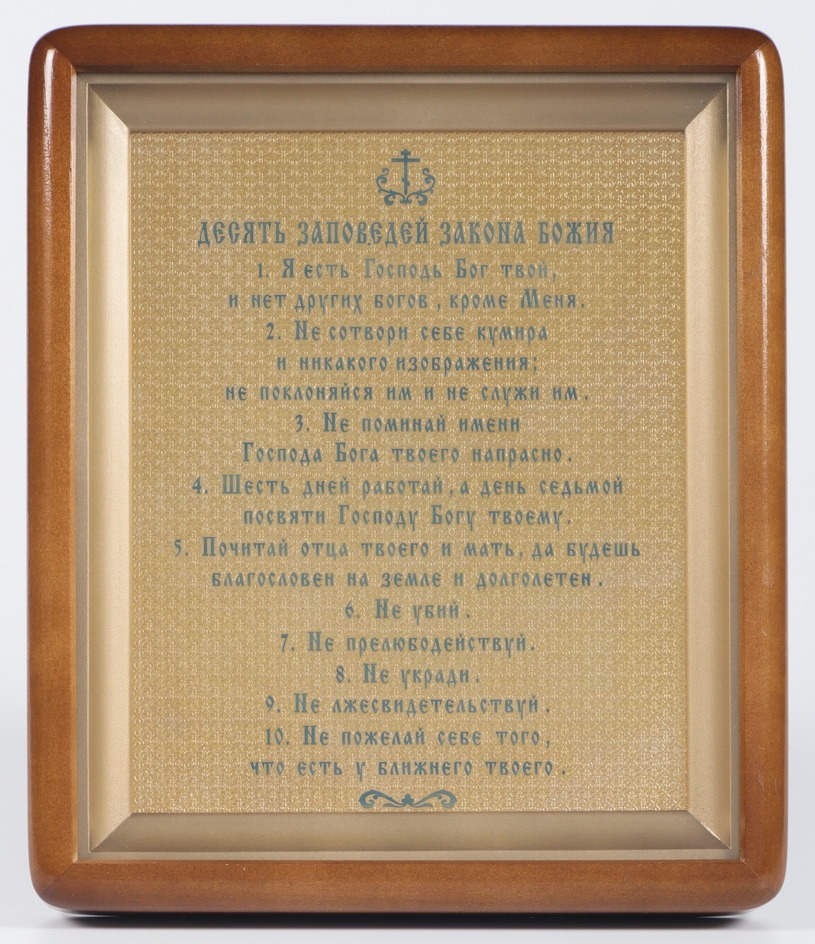 ДЕСЯТЬ ЗАПОВЕДЕЙ ЗАКОНА БОЖИЯ
1. Я есть Господь Бог твой,
и нет других богов, кроме Меня.
2. Не сотвори себе кумира
и никакого изображения;
не поклоняйся им и не служи им.
3. Не поминай имени
Господа Бога твоего напрасно.
4. Шесть дней работай, а день седьмой
посвяти Господу Богу твоему.
5. Почитай отца твоего и мать, да будешь
благословен на земле и долголетен.
6. Не убий.
7. Не прелюбодействуй.
8. Не укради.
9. Не лжесвидетельствуй.
10. Не пожелай себе того,
что есть у ближнего твоего.